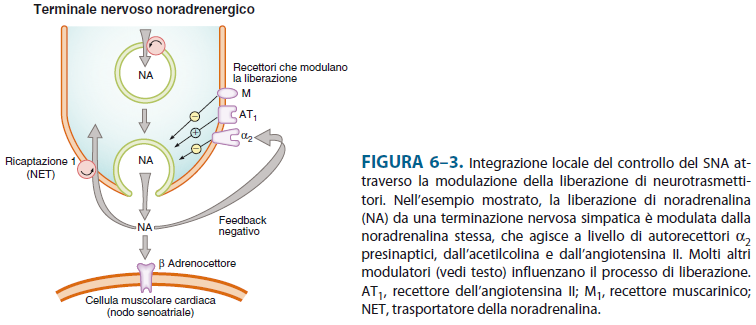 Terminale nervoso noradrenergico
NA
Recettori che modulano
la liberazione
M
AT1
α2
Ricaptazione 1
(NET)
NA
NA
Feedback
negativo
β Adrenocettore
Cellula muscolare cardiaca
(nodo senoatriale)
FIGURA 6–3. Integrazione locale del controllo del SNA at-
traverso la modulazione della liberazione di neurotrasmetti-
tori. Nell'esempio mostrato, la liberazione di noradrenalina
(NA) da una terminazione nervosa simpatica è modulata dalla
noradrenalina stessa, che agisce a livello di autorecettori α2
presinaptici, dall'acetilcolina e dall'angiotensina II. Molti altri
modulatori (vedi testo) influenzano il processo di liberazione.
AT1, recettore dell'angiotensina II; M1, recettore muscarinico;
NET, trasportatore della noradrenalina.